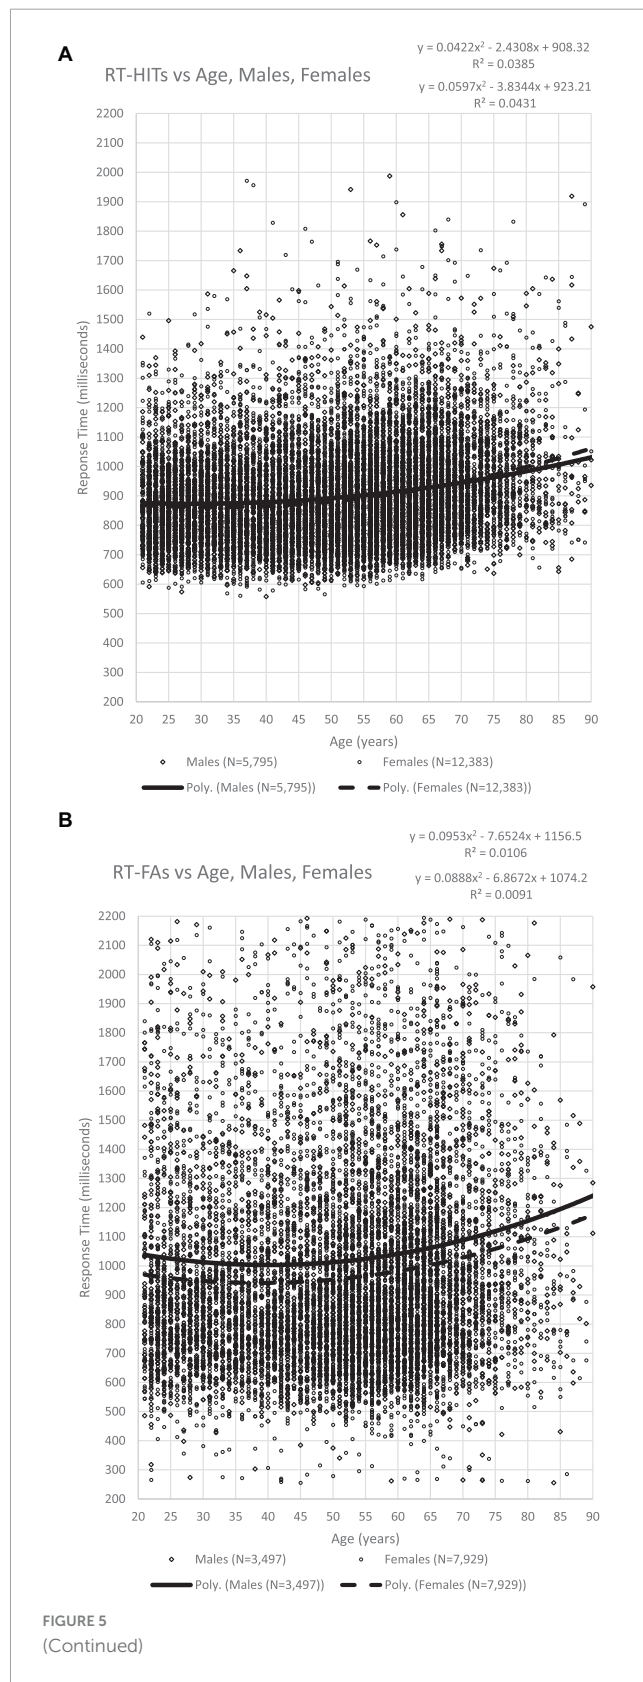 A
y = 0.0422x² - 2.4308x + 908.32
R² = 0.0385
RT-HITs vs Age, Males, Females
y = 0.0597x² - 3.8344x + 923.21
R² = 0.0431
2200
2100
2000
1900
1800
1700
1600
1500
1400
1300
1200
1100
1000
900
800
700
600
500
400
300
200
Reponse Time (milliseconds)
20 25 30 35 40 45 50 55 60 65 70 75 80 85 90
Age (years)
Males (N=5,795) Females (N=12,383)
Poly. (Males (N=5,795)) Poly. (Females (N=12,383))
B
y = 0.0953x² - 7.6524x + 1156.5
R² = 0.0106
RT-FAs vs Age, Males, Females
y = 0.0888x² - 6.8672x + 1074.2
R² = 0.0091
2200
2100
2000
1900
1800
1700
1600
1500
1400
1300
1200
1100
1000
900
800
700
600
500
400
300
200
Response Time (milliseconds)
20 25 30 35 40 45 50 55 60 65 70 75 80 85 90
Age (years)
Males (N=3,497) Females (N=7,929)
Poly. (Males (N=3,497)) Poly. (Females (N=7,929))
FIGURE 5
(Continued)